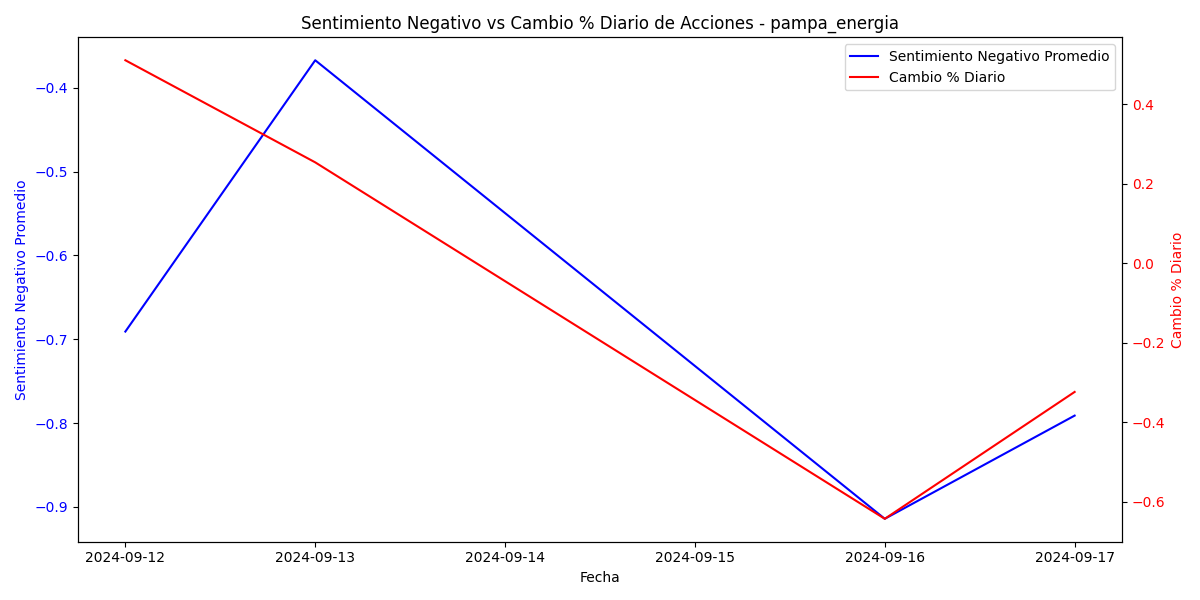 Sentimiento Negativo vs Cambio % Diario de Acciones - pampa_energia
Sentimiento Negativo Promedio
Cambio % Diario
−0.4
−0.5
−0.6
−0.7
−0.8
−0.9
Sentimiento Negativo Promedio
0.4
0.2
0.0
−0.2
−0.4
−0.6
Cambio % Diario
2024-09-12 2024-09-13 2024-09-14 2024-09-15 2024-09-16 2024-09-17
Fecha